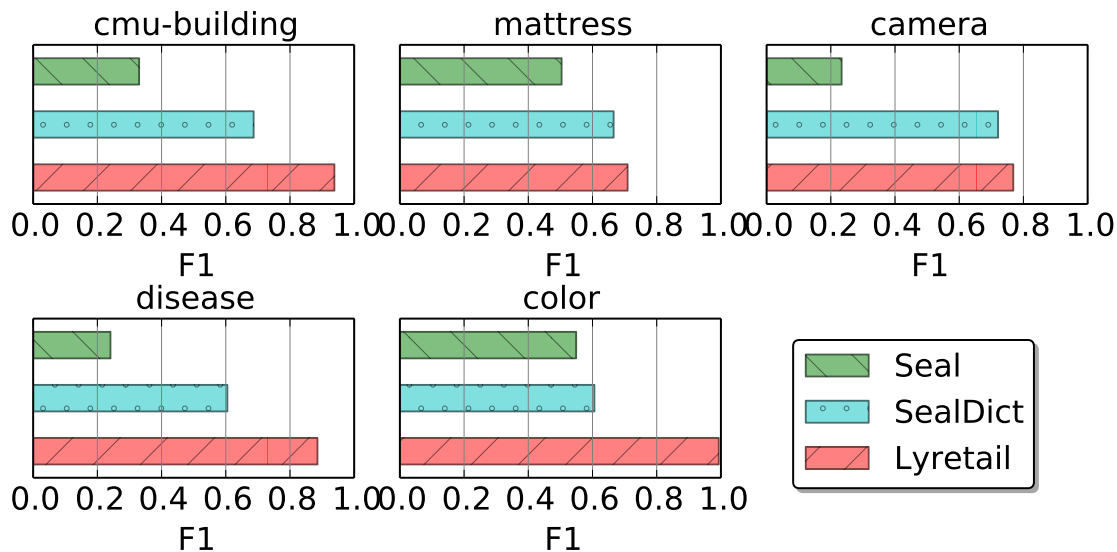 cmu-building mattress camera
0.0 0.2 0.4 0.6 0.8 1.0 0.0 0.2 0.4 0.6 0.8 1.0 0.0 0.2 0.4 0.6 0.8 1.0
F1 F1 F1
disease color
Seal
SealDict
Lyretail
0.0 0.2 0.4 0.6 0.8 1.0 0.0 0.2 0.4 0.6 0.8 1.0
F1 F1